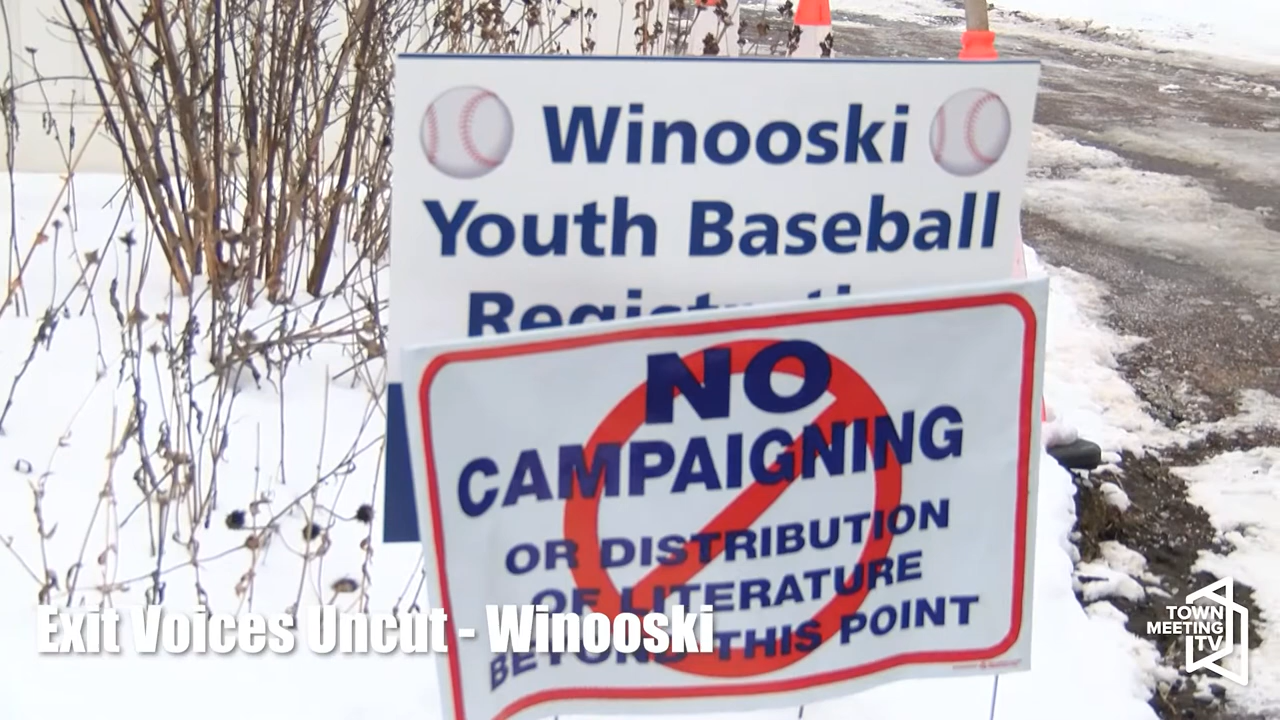 Winooski
Youth Baseball
Registration
NO
CAMPAIGNING
OR DISTRIBUTION
OF LITERATURE
BEYOND THIS POINT
Exit Voices Uncut - Winooski
TOWN
MEETING
TV